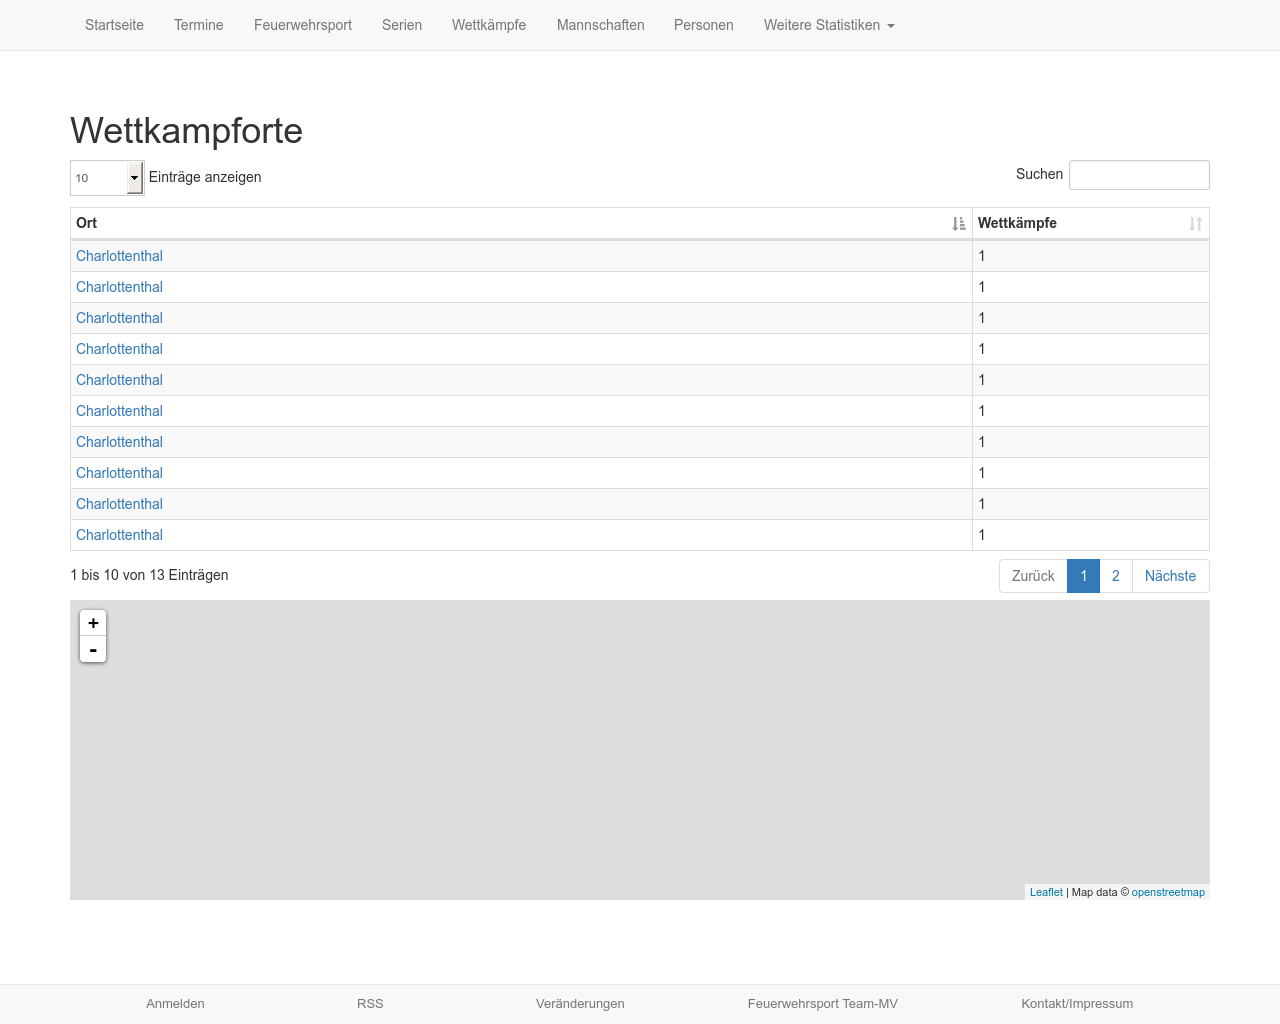 Startseite Termine Feuerwehrsport Serien Wettkämpfe Mannschaften Personen Weitere Statistiken
Wettkampforte
10 Einträge anzeigen Suchen
Ort Wettkämpfe
Charlottenthal 1
Charlottenthal 1
Charlottenthal 1
Charlottenthal 1
Charlottenthal 1
Charlottenthal 1
Charlottenthal 1
Charlottenthal 1
Charlottenthal 1
Charlottenthal 1
1 bis 10 von 13 Einträgen Zurück 1 2 Nächste
+
-
Leaflet | Map data © openstreetmap
Anmelden RSS Veränderungen Feuerwehrsport Team-MV Kontakt/Impressum